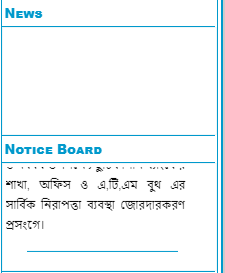 News
Notice Board
শাখা, অফিস ও এ,টি,এম বুথ এর
সার্বিক নিরাপত্তা ব্যবস্থা জোরদারকরণ
প্রসংগে।